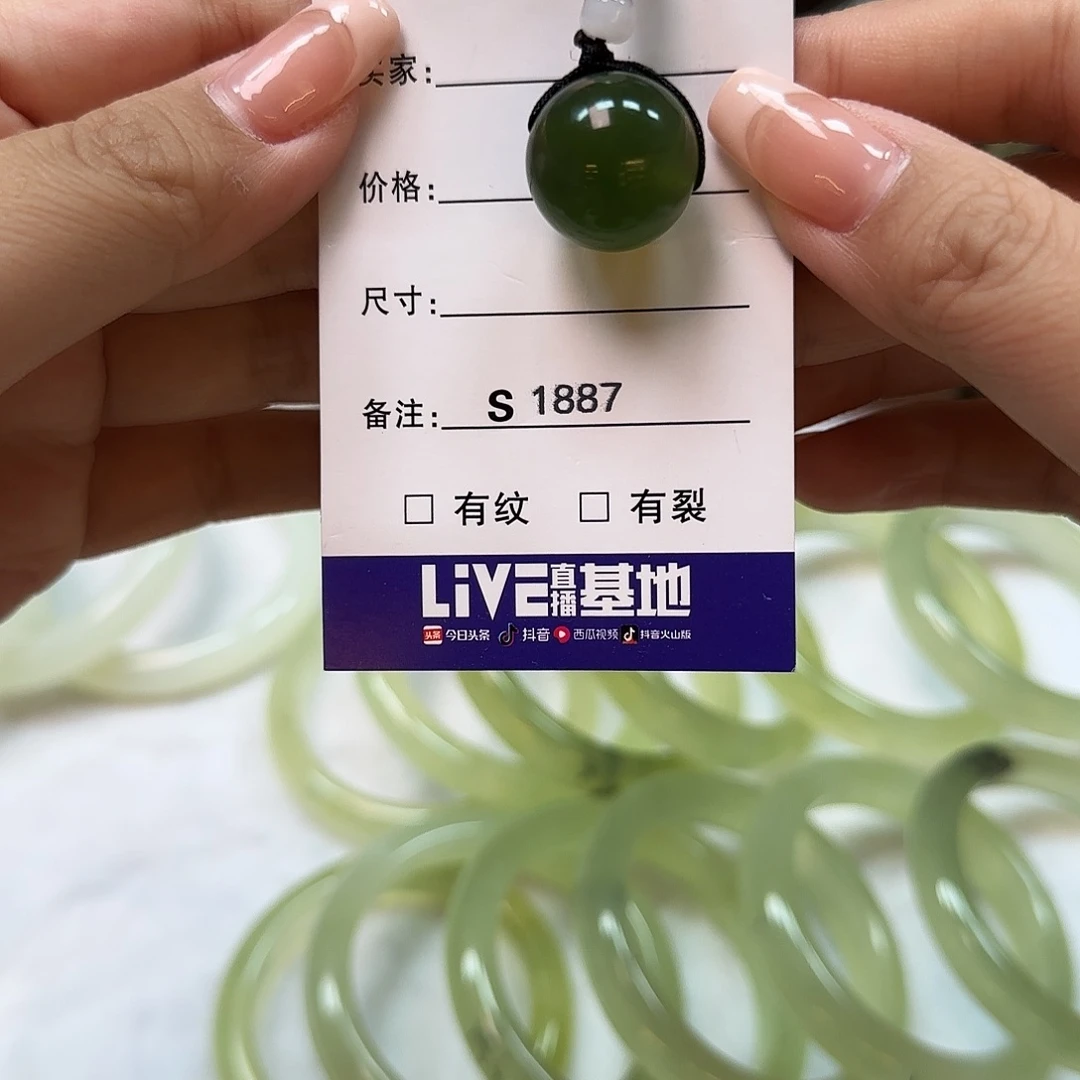 家:
价格:
尺寸:
备注: S 1887
□ 有纹 □ 有裂
LiVE直播基地
头条 今日头条 抖音 西瓜视频 抖音火山版